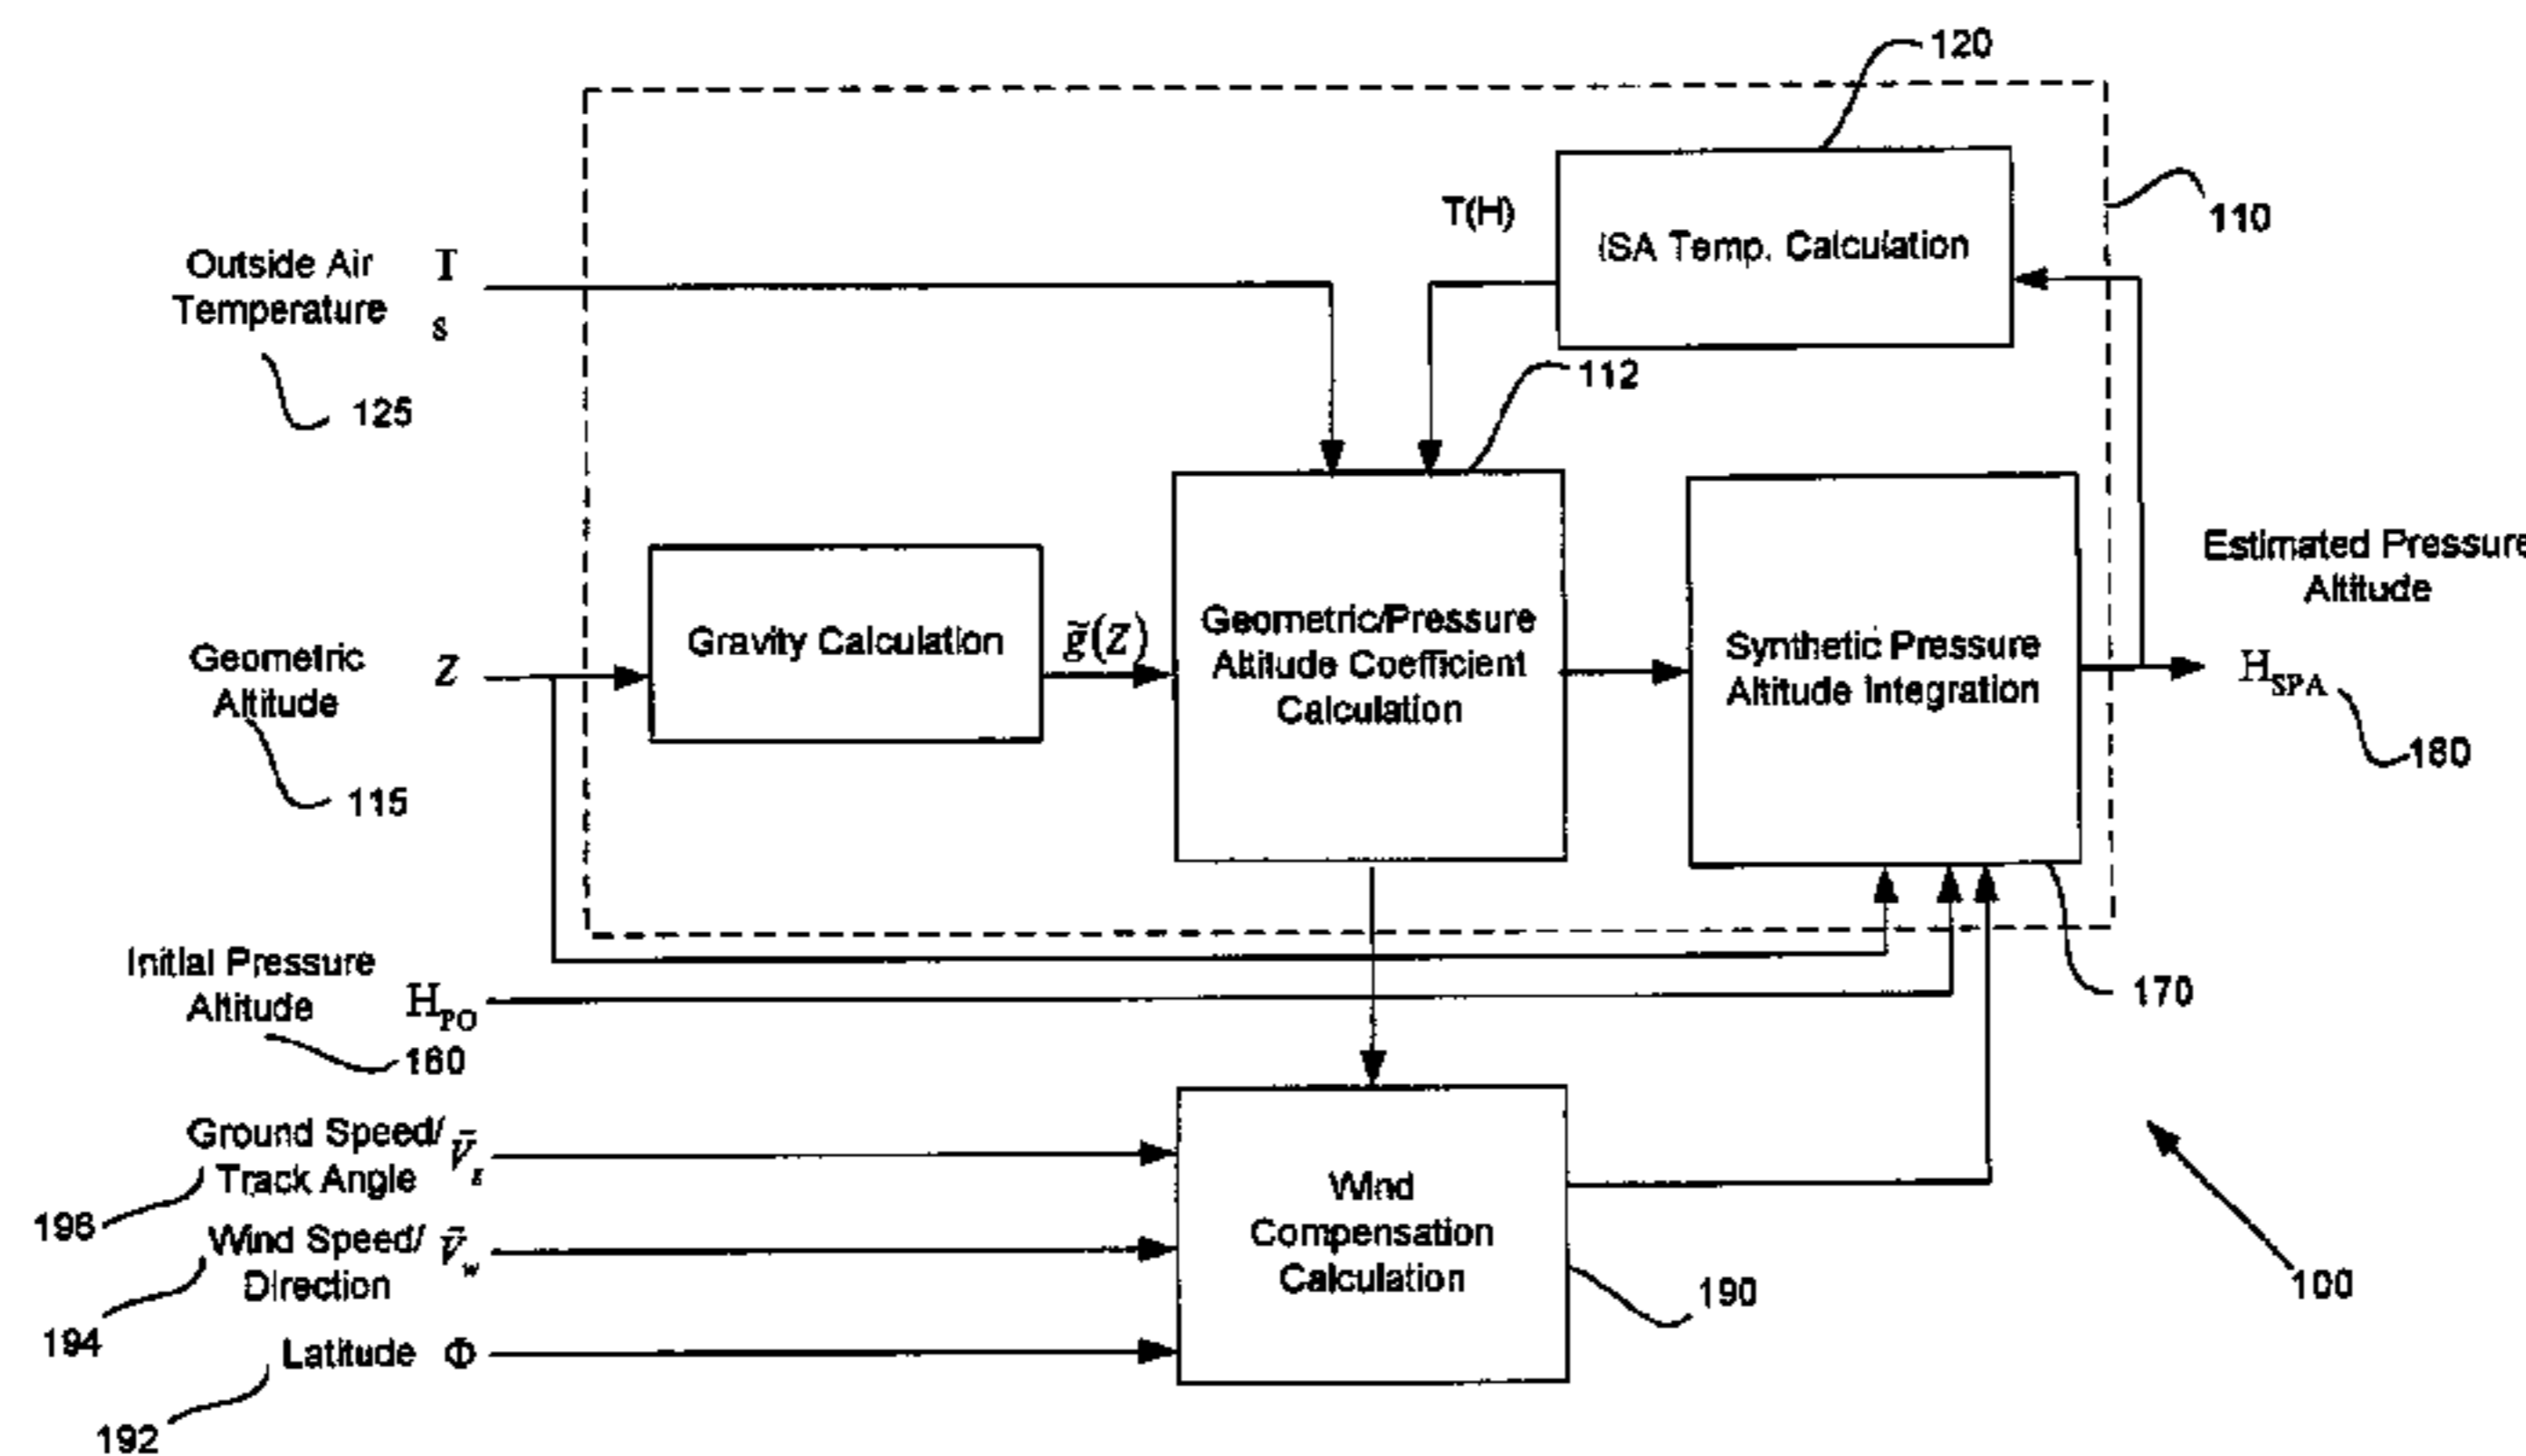 120
T(H)
ISA Temp. Calculation
110
Outside Air
Temperature
T
s
125
112
Estimated Pressure
Altitude
Gravity Calculation
g̃(Z)
Geometric/Pressure
Altitude Coefficient
Calculation
Synthetic Pressure
Altitude Integration
Geometric
Altitude
Z
H_SPA
180
115
Initial Pressure
Altitude
H_PO
160
170
Ground Speed/
Track Angle
V̄_g
196
Wind Speed/
Direction
V̄_w
194
Wind
Compensation
Calculation
190
100
Latitude Φ
192